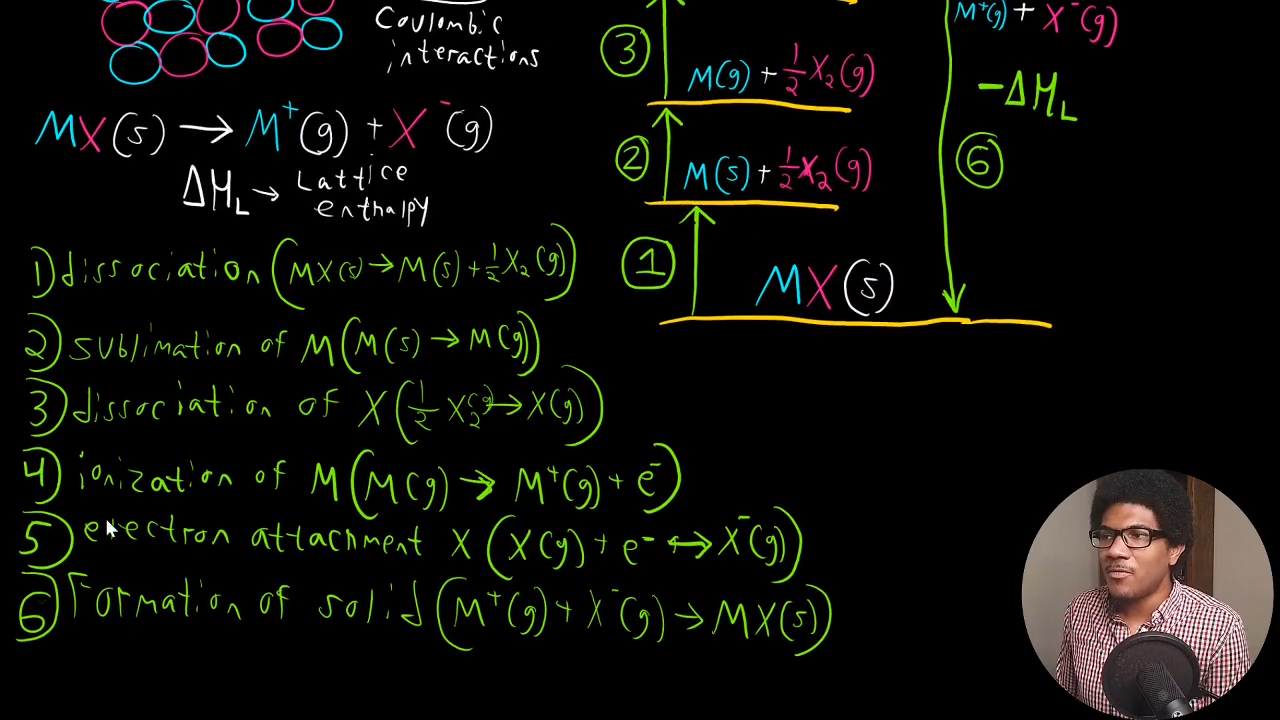 Coulombic
interactions
MX(s) → M⁺(g) + X⁻(g)
ΔH_L → Lattice
enthalpy
1) dissociation (MX(s) → M(s) + ½X₂(g))
2) sublimation of M (M(s) → M(g))
3) dissociation of X (½X₂(g) → X(g))
4) ionization of M (M(g) → M⁺(g) + e⁻)
5) electron attachment X (X(g) + e⁻ ↔ X⁻(g))
6) Formation of solid (M⁺(g) + X⁻(g) → MX(s))
M⁺(g) + X⁻(g)
3
M(g) + ½X₂(g)
-ΔH_L
2
M(s) + ½X₂(g)
6
1
MX(s)